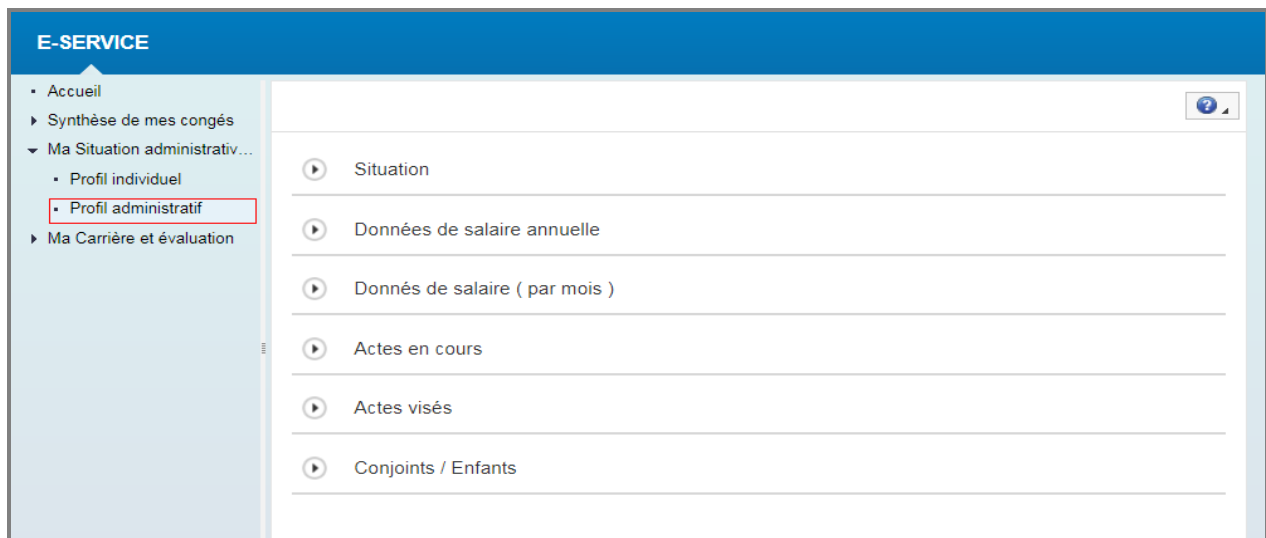 E-SERVICE
Accueil
Synthèse de mes congés
Ma Situation administrativ...
Profil individuel
Profil administratif
Ma Carrière et évaluation
?
Situation
Données de salaire annuelle
Donnés de salaire ( par mois )
Actes en cours
Actes visés
Conjoints / Enfants